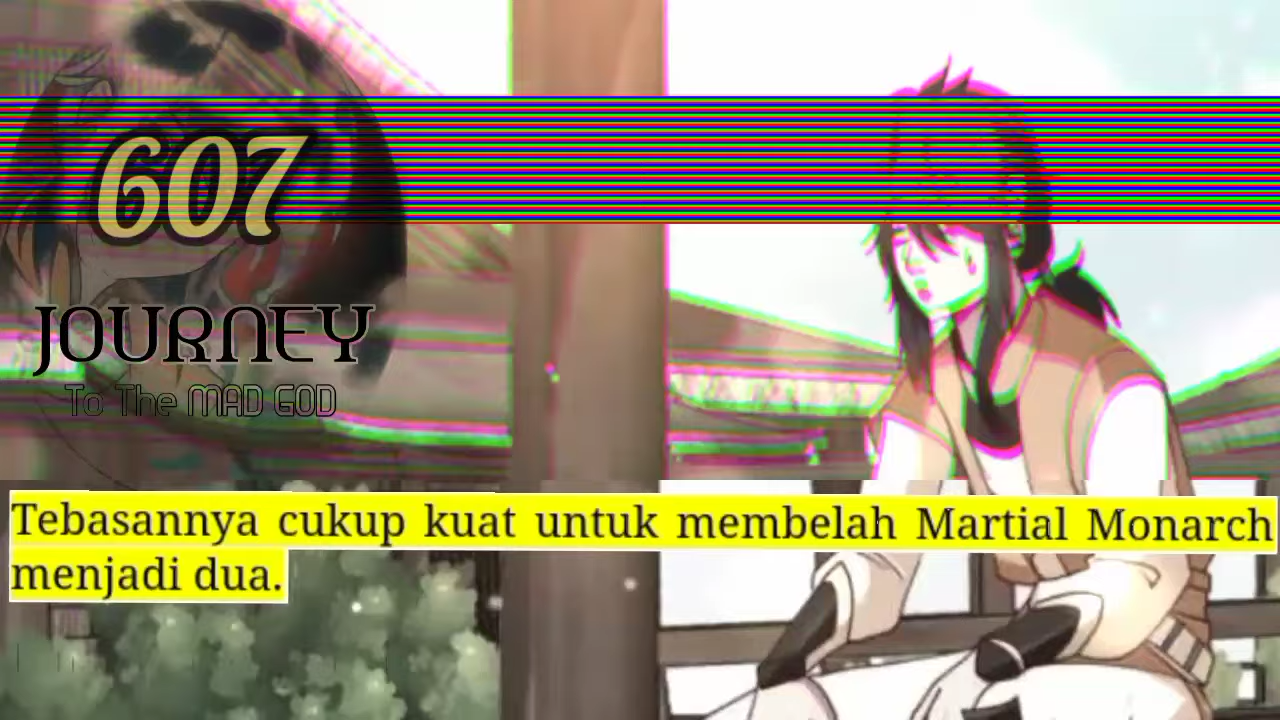 607
JOURNEY
To The MAD GOD
Tebasannya cukup kuat untuk membelah Martial Monarch
menjadi dua.